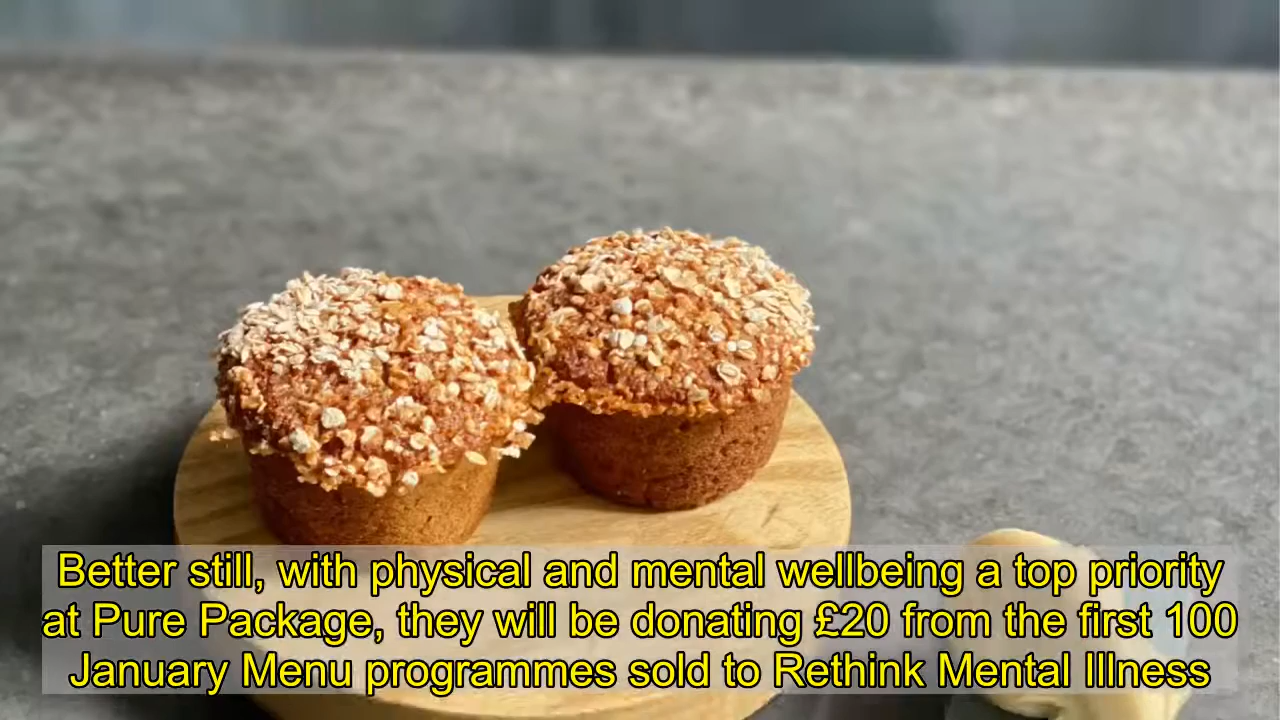 Better still, with physical and mental wellbeing a top priority
at Pure Package, they will be donating £20 from the first 100
January Menu programmes sold to Rethink Mental Illness